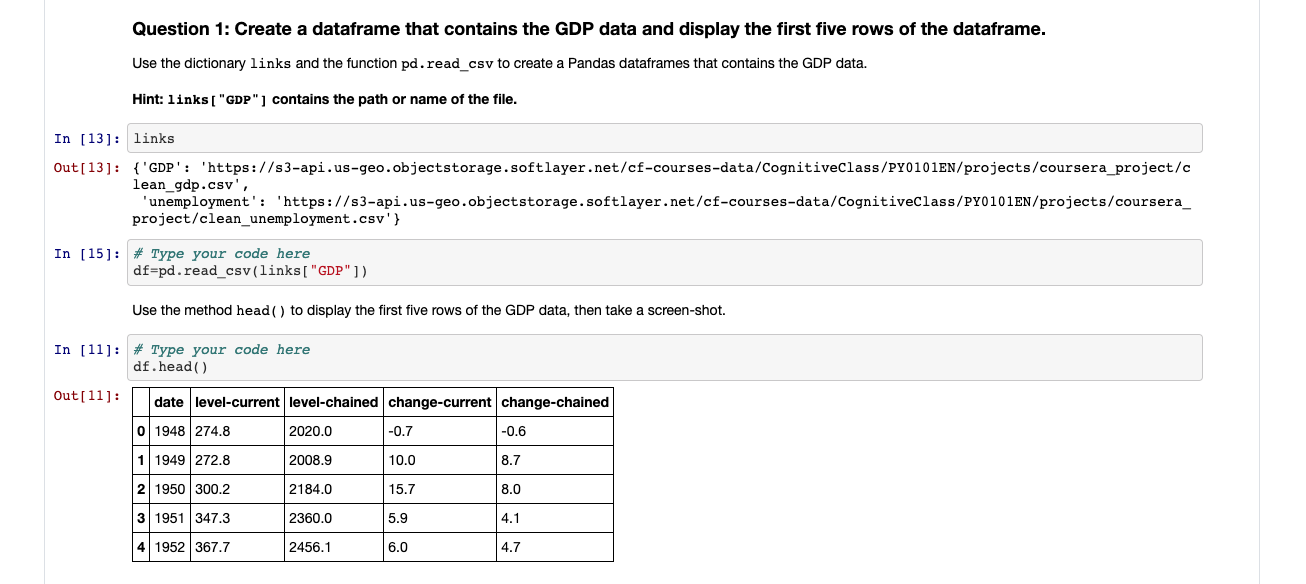 Question 1: Create a dataframe that contains the GDP data and display the first five rows of the dataframe.
Use the dictionary links and the function pd.read_csv to create a Pandas dataframes that contains the GDP data.
Hint: links["GDP"] contains the path or name of the file.
In [13]: links
Out[13]: {'GDP': 'https://s3-api.us-geo.objectstorage.softlayer.net/cf-courses-data/CognitiveClass/PY0101EN/projects/coursera_project/c
lean_gdp.csv',
'unemployment': 'https://s3-api.us-geo.objectstorage.softlayer.net/cf-courses-data/CognitiveClass/PY0101EN/projects/coursera_
project/clean_unemployment.csv'}
In [15]: # Type your code here
df=pd.read_csv(links["GDP"])
Use the method head() to display the first five rows of the GDP data, then take a screen-shot.
In [11]: # Type your code here
df.head()
Out[11]:
date level-current level-chained change-current change-chained
0 1948 274.8 2020.0 -0.7 -0.6
1 1949 272.8 2008.9 10.0 8.7
2 1950 300.2 2184.0 15.7 8.0
3 1951 347.3 2360.0 5.9 4.1
4 1952 367.7 2456.1 6.0 4.7